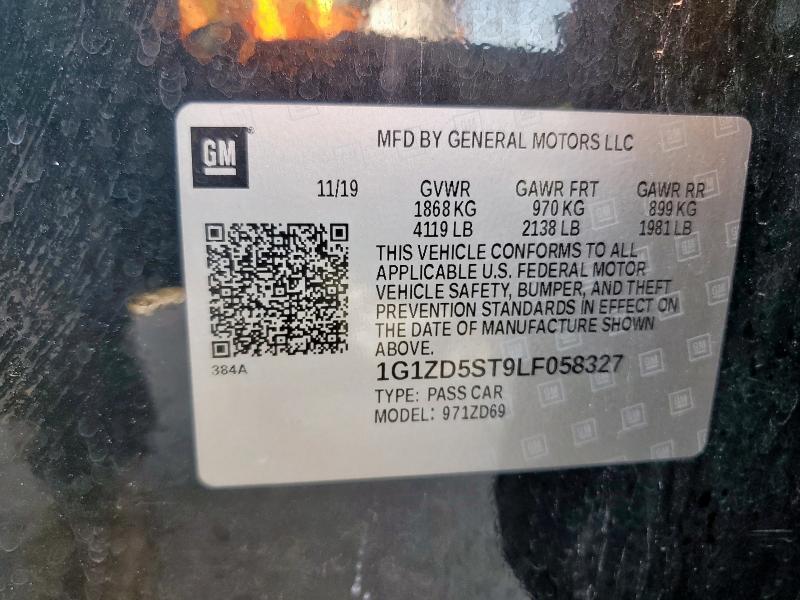 GM
MFD BY GENERAL MOTORS LLC
11/19 GVWR GAWR FRT GAWR RR
1868 KG 970 KG 899 KG
4119 LB 2138 LB 1981 LB
THIS VEHICLE CONFORMS TO ALL
APPLICABLE U.S. FEDERAL MOTOR
VEHICLE SAFETY, BUMPER, AND THEFT
PREVENTION STANDARDS IN EFFECT ON
THE DATE OF MANUFACTURE SHOWN
ABOVE.
384A
1G1ZD5ST9LF058327
TYPE: PASS CAR
MODEL: 971ZD69